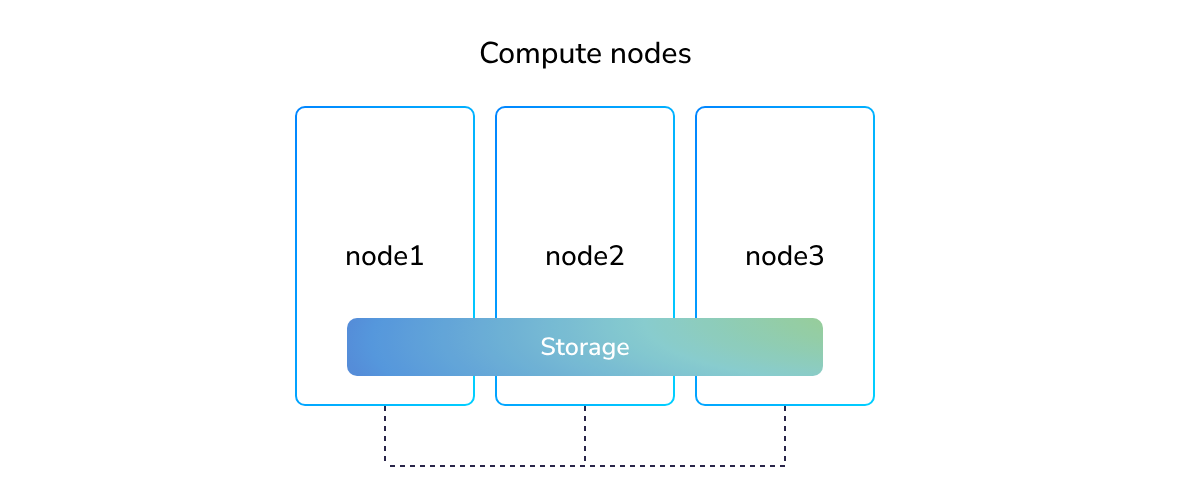 Compute nodes
node1
node2
node3
Storage